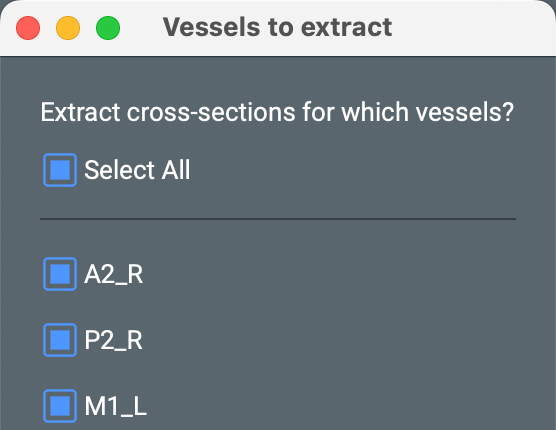 Vessels to extract
Extract cross-sections for which vessels?
Select All
A2_R
P2_R
M1_L